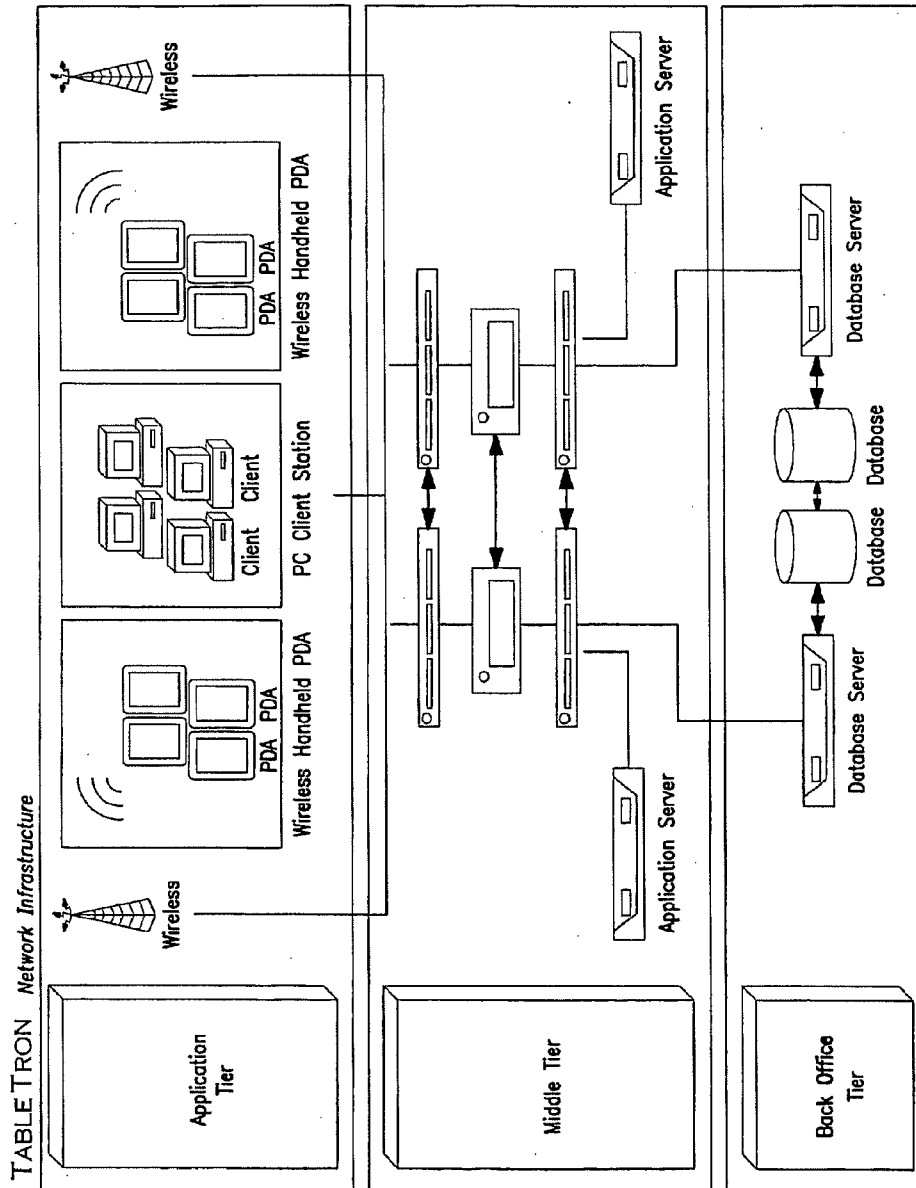 TABLETRON Network Infrastructure
Application
Tier
Wireless
PDA PDA
Wireless Handheld PDA
Client Client
PC Client Station
PDA PDA
Wireless Handheld PDA
Wireless
Middle Tier
Application Server
Application Server
Back Office
Tier
Database Server
Database
Database
Database Server